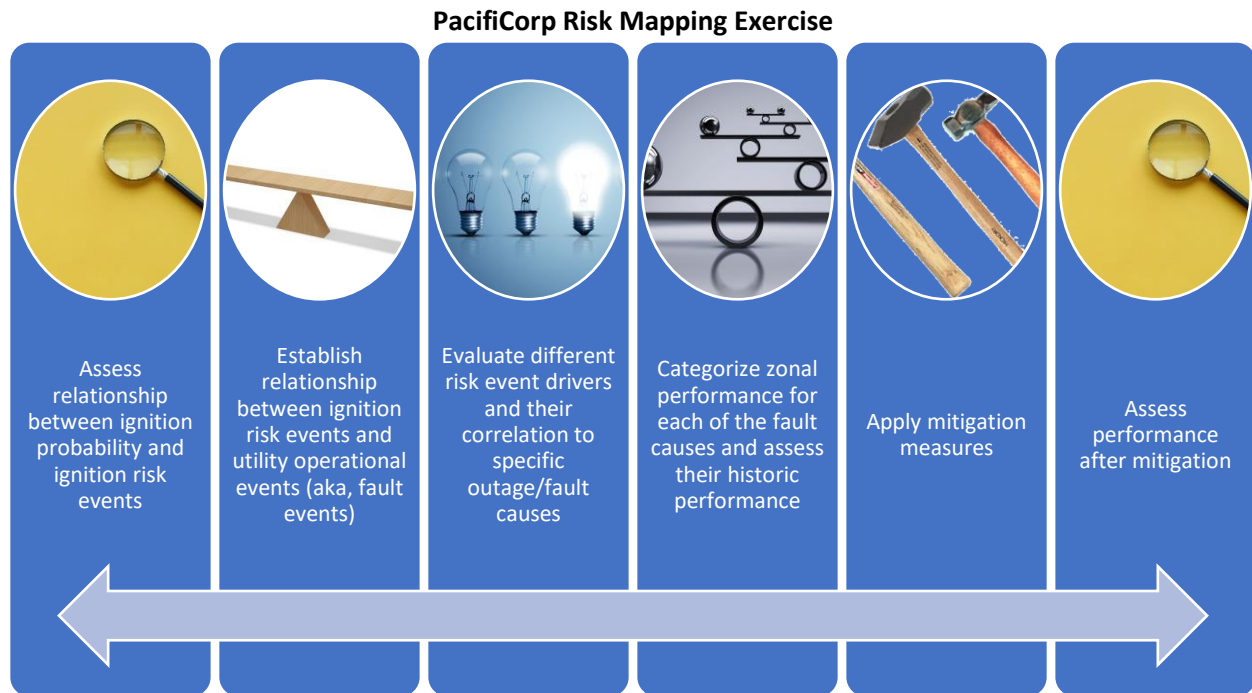 PacifiCorp Risk Mapping Exercise
Assess
relationship
between ignition
probability and
ignition risk
events
Establish
relationship
between ignition
risk events and
utility operational
events (aka, fault
events)
Evaluate different
risk event drivers
and their
correlation to
specific
outage/fault
causes
Categorize zonal
performance for
each of the fault
causes and assess
their historic
performance
Apply mitigation
measures
Assess
performance
after mitigation